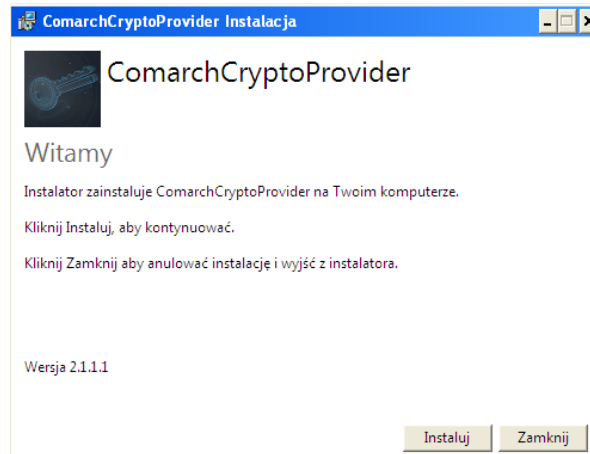 ComarchCryptoProvider Instalacja
ComarchCryptoProvider
Witamy
Instalator zainstaluje ComarchCryptoProvider na Twoim komputerze.
Kliknij Instaluj, aby kontynuować.
Kliknij Zamknij aby anulować instalację i wyjść z instalatora.
Wersja 2.1.1.1
Instaluj Zamknij